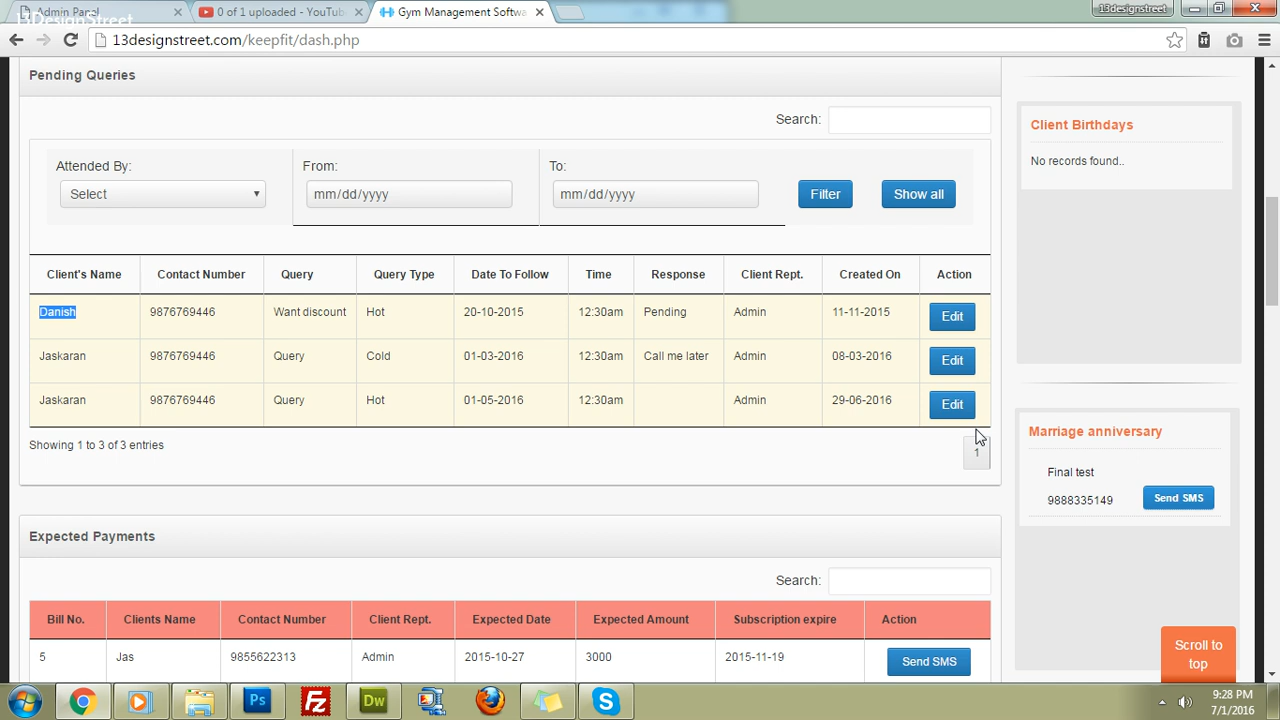 13DesignStreet
Admin Panel
0 of 1 uploaded - YouTub
Gym Management Softwa
13designstreet
13designstreet.com/keepfit/dash.php
Pending Queries
Search:
Attended By:
Select
From:
mm/dd/yyyy
To:
mm/dd/yyyy
Filter
Show all
Client's Name Contact Number Query Query Type Date To Follow Time Response Client Rept. Created On Action
Danish 9876769446 Want discount Hot 20-10-2015 12:30am Pending Admin 11-11-2015 Edit
Jaskaran 9876769446 Query Cold 01-03-2016 12:30am Call me later Admin 08-03-2016 Edit
Jaskaran 9876769446 Query Hot 01-05-2016 12:30am Admin 29-06-2016 Edit
Showing 1 to 3 of 3 entries
1
Expected Payments
Search:
Bill No. Clients Name Contact Number Client Rept. Expected Date Expected Amount Subscription expire Action
5 Jas 9855622313 Admin 2015-10-27 3000 2015-11-19 Send SMS
Client Birthdays
No records found..
Marriage anniversary
Final test
9888335149 Send SMS
Scroll to
top
Ps
Fz
Dw
S
9:28 PM
7/1/2016